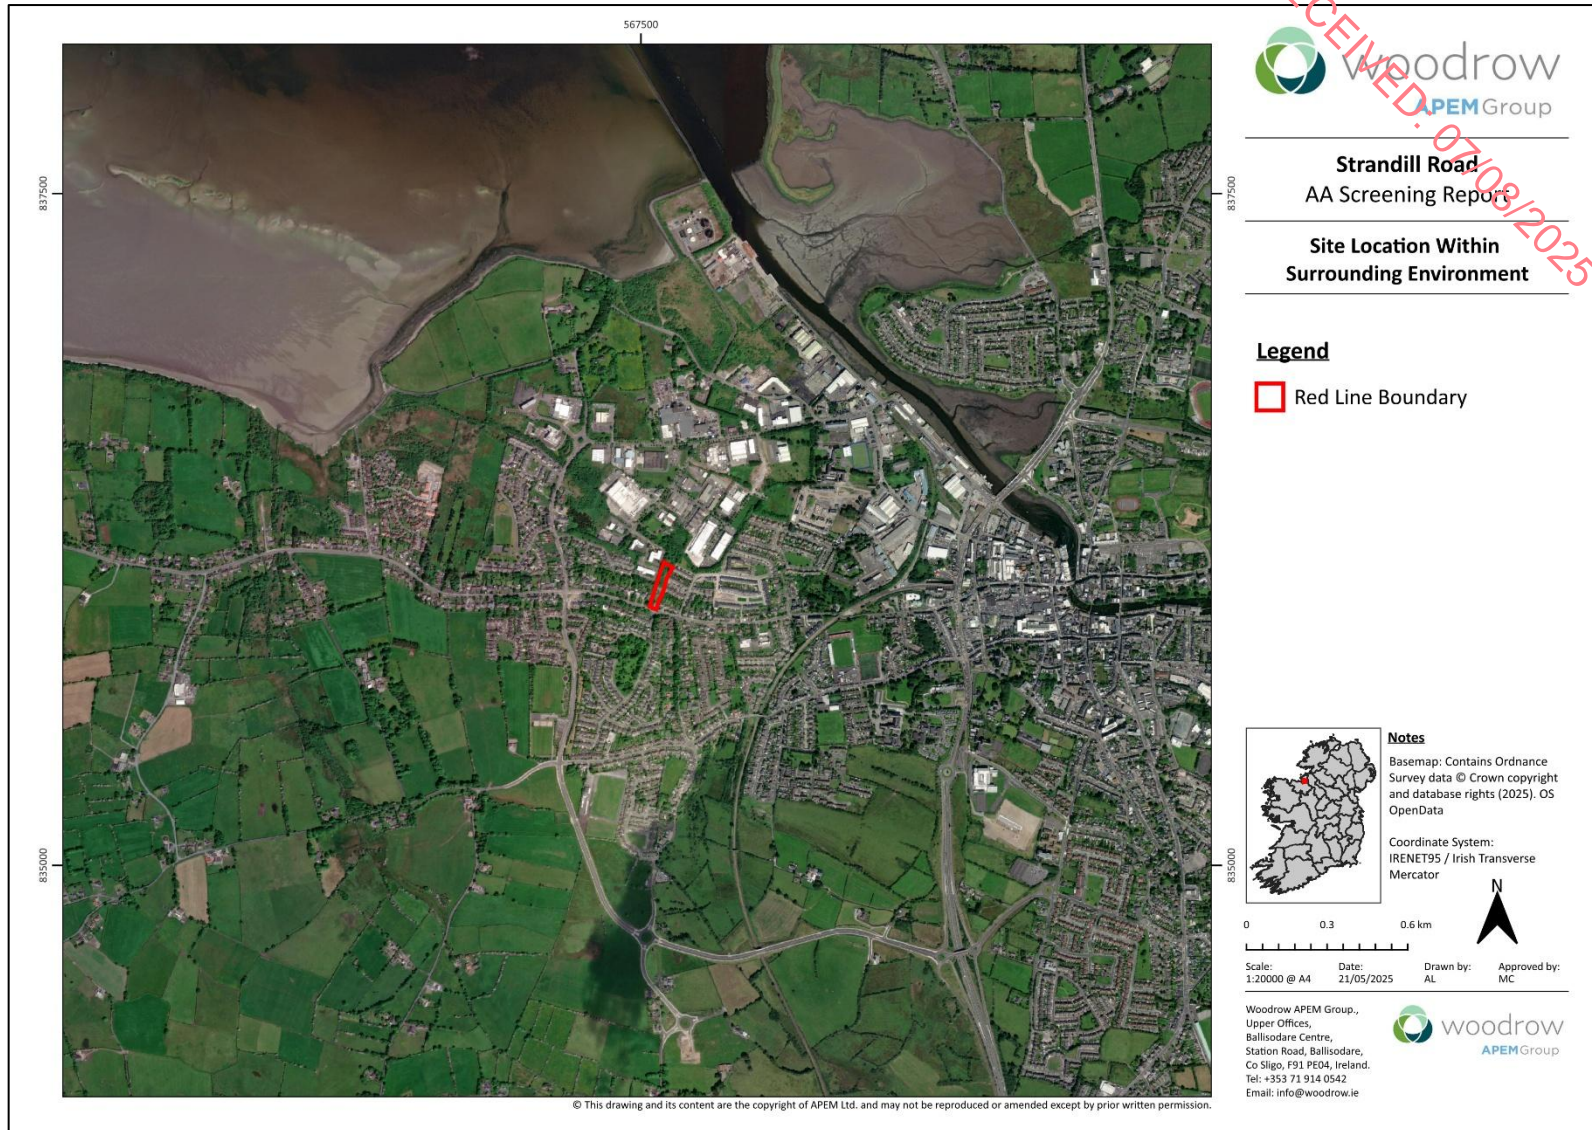 567500
837500
837500
835000
835000
RECEIVED: 07/08/2025
woodrow
APEM Group
Strandill Road
AA Screening Report
Site Location Within
Surrounding Environment
Legend
Red Line Boundary
Notes
Basemap: Contains Ordnance
Survey data © Crown copyright
and database rights (2025). OS
OpenData
Coordinate System:
IRENET95 / Irish Transverse
Mercator
N
0 0.3 0.6 km
Scale: Date: Drawn by: Approved by:
1:20000 @ A4 21/05/2025 AL MC
Woodrow APEM Group.,
Upper Offices,
Ballisodare Centre,
Station Road, Ballisodare,
Co Sligo, F91 PE04, Ireland.
Tel: +353 71 914 0542
Email: info@woodrow.ie
woodrow
APEM Group
© This drawing and its content are the copyright of APEM Ltd. and may not be reproduced or amended except by prior written permission.